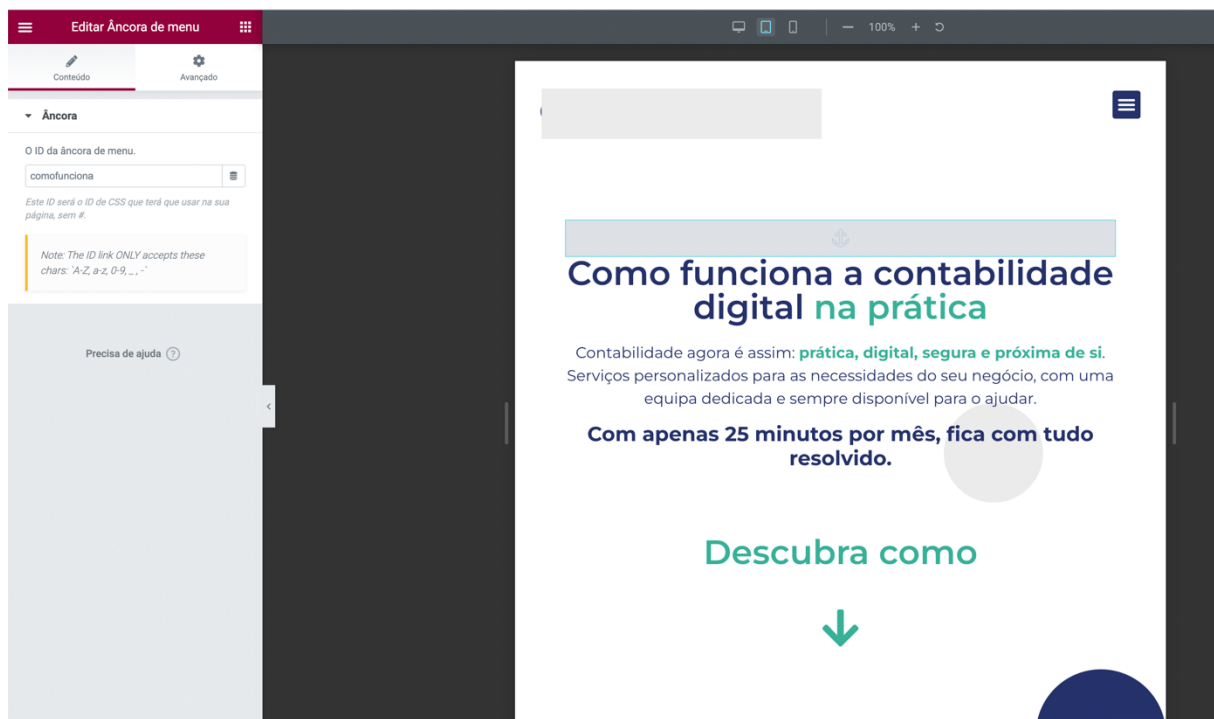 Editar Âncora de menu
100%
Conteúdo
Avançado
Âncora
O ID da âncora de menu.
comofunciona
Este ID será o ID de CSS que terá que usar na sua
página, sem #.
Note: The ID link ONLY accepts these
chars: `A-Z, a-z, 0-9, _ , -`
Precisa de ajuda ?
Como funciona a contabilidade
digital na prática
Contabilidade agora é assim: prática, digital, segura e próxima de si.
Serviços personalizados para as necessidades do seu negócio, com uma
equipa dedicada e sempre disponível para o ajudar.
Com apenas 25 minutos por mês, fica com tudo
resolvido.
Descubra como